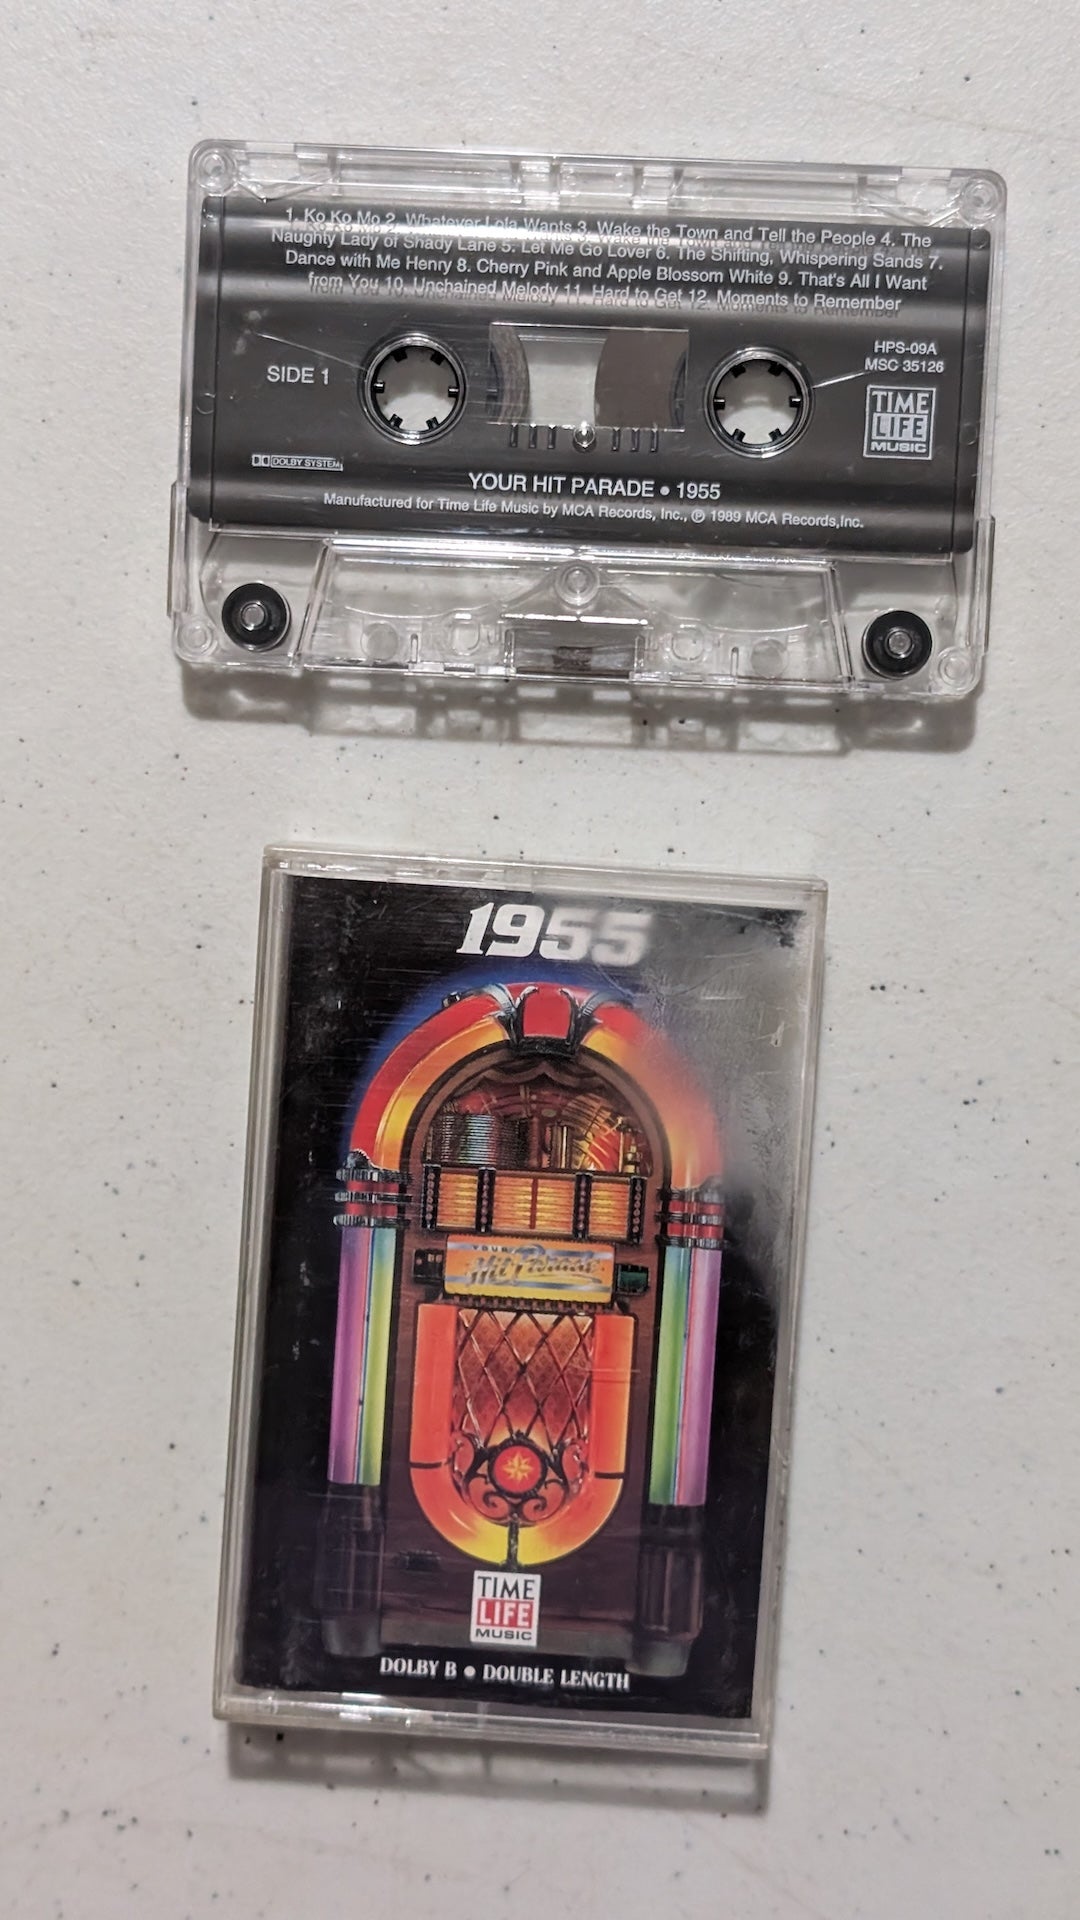 1. Ko Ko Mo 2. Whatever Lola Wants 3. Wake the Town and Tell the People 4. The
Naughty Lady of Shady Lane 5. Let Me Go Lover 6. The Shifting, Whispering Sands 7.
Dance with Me Henry 8. Cherry Pink and Apple Blossom White 9. That's All I Want
from You 10. Unchained Melody 11. Hard to Get 12. Moments to Remember
HPS-09A
MSC 35126
SIDE 1
TIME
LIFE
MUSIC
DOLBY SYSTEM
YOUR HIT PARADE • 1955
Manufactured for Time Life Music by MCA Records, Inc., ℗ 1989 MCA Records,Inc.
1955
YOUR
Hit Parade
TIME
LIFE
MUSIC
DOLBY B • DOUBLE LENGTH